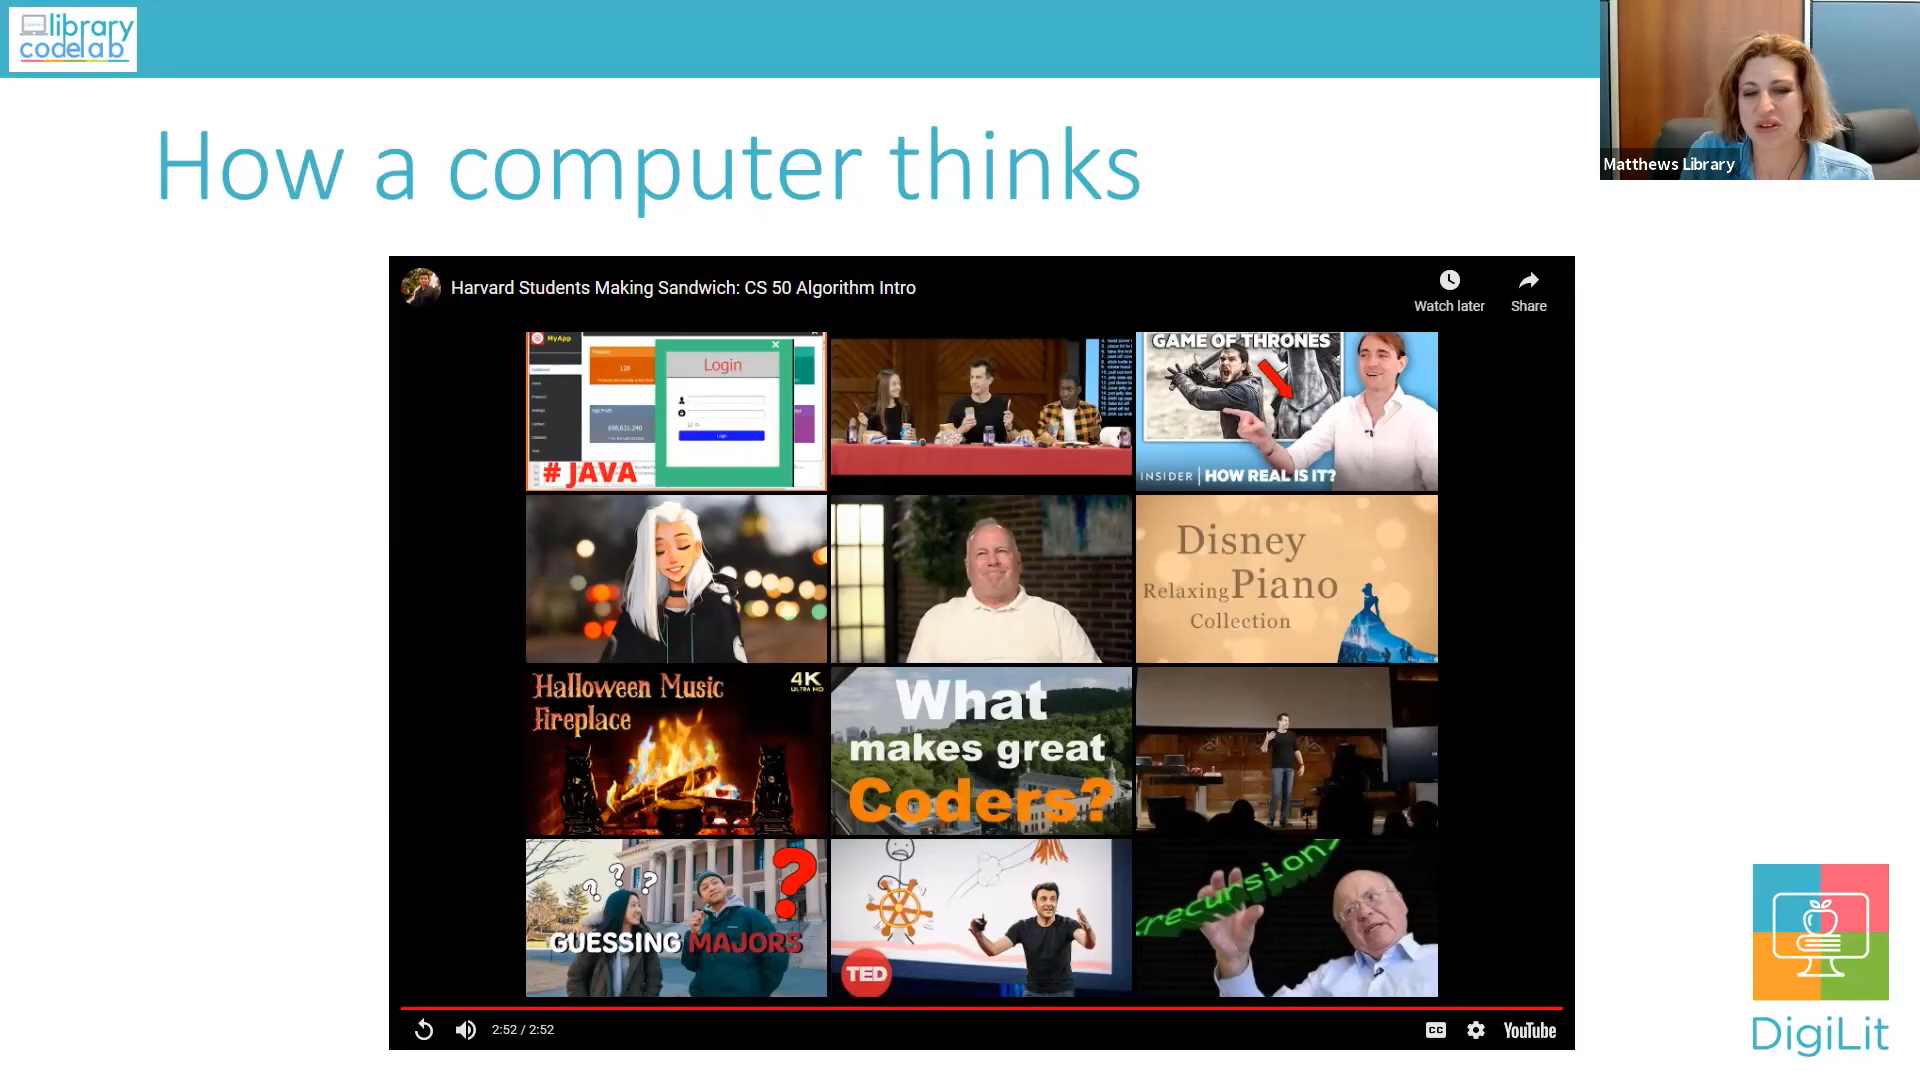 library
codelab
Matthews Library
How a computer thinks
Harvard Students Making Sandwich: CS 50 Algorithm Intro
Watch later
Share
MyApp
Login
Login
# JAVA
GAME OF THRONES
INSIDER | HOW REAL IS IT?
Disney
Relaxing Piano
Collection
Halloween Music
Fireplace
4K
ULTRA HD
What
makes great
Coders?
? ? ? ?
GUESSING MAJORS
TED
recursion
2:52 / 2:52
CC
YouTube
DigiLit